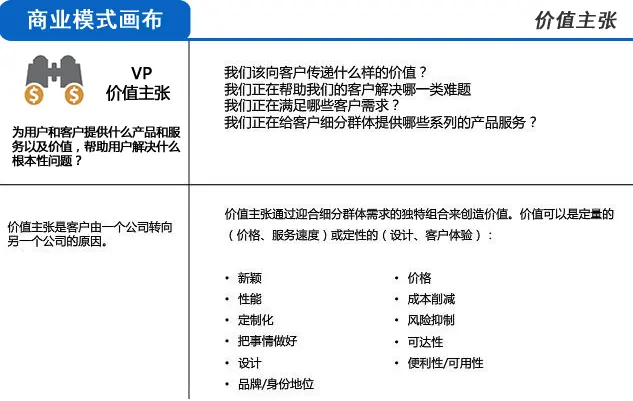 商业模式画布
价值主张
VP
价值主张
为用户和客户提供什么产品和服
务以及价值，帮助用户解决什么
根本性问题？
我们该向客户传递什么样的价值？
我们正在帮助我们的客户解决哪一类难题
我们正在满足哪些客户需求？
我们正在给客户细分群体提供哪些系列的产品服务？
价值主张是客户由一个公司转向
另一个公司的原因。
价值主张通过迎合细分群体需求的独特组合来创造价值。价值可以是定量的
（价格、服务速度）或定性的（设计、客户体验）：
• 新颖
• 性能
• 定制化
• 把事情做好
• 设计
• 品牌/身份地位
• 价格
• 成本削减
• 风险抑制
• 可达性
• 便利性/可用性